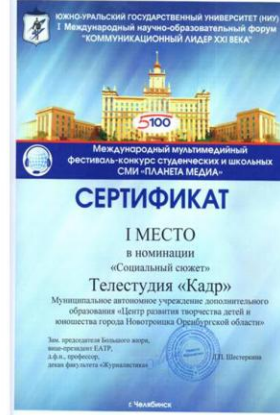 ЮЖНО-УРАЛЬСКИЙ ГОСУДАРСТВЕННЫЙ УНИВЕРСИТЕТ (НИУ)
I Международный научно-образовательный форум
"КОММУНИКАЦИОННЫЙ ЛИДЕР XXI ВЕКА"
5100
Международный мультимедийный
фестиваль-конкурс студенческих и школьных
СМИ «ПЛАНЕТА МЕДИА»
СЕРТИФИКАТ
I МЕСТО
в номинации
«Социальный сюжет»
Телестудия «Кадр»
Муниципальное автономное учреждение дополнительного
образования «Центр развития творчества детей и
юношества города Новотроицка Оренбургской области»
Зам. председателя Большого жюри,
вице-президент ЕАТР,
д.ф.н., профессор,
декан факультета «Журналистика»
Л.П. Шестеркина
г. Челябинск